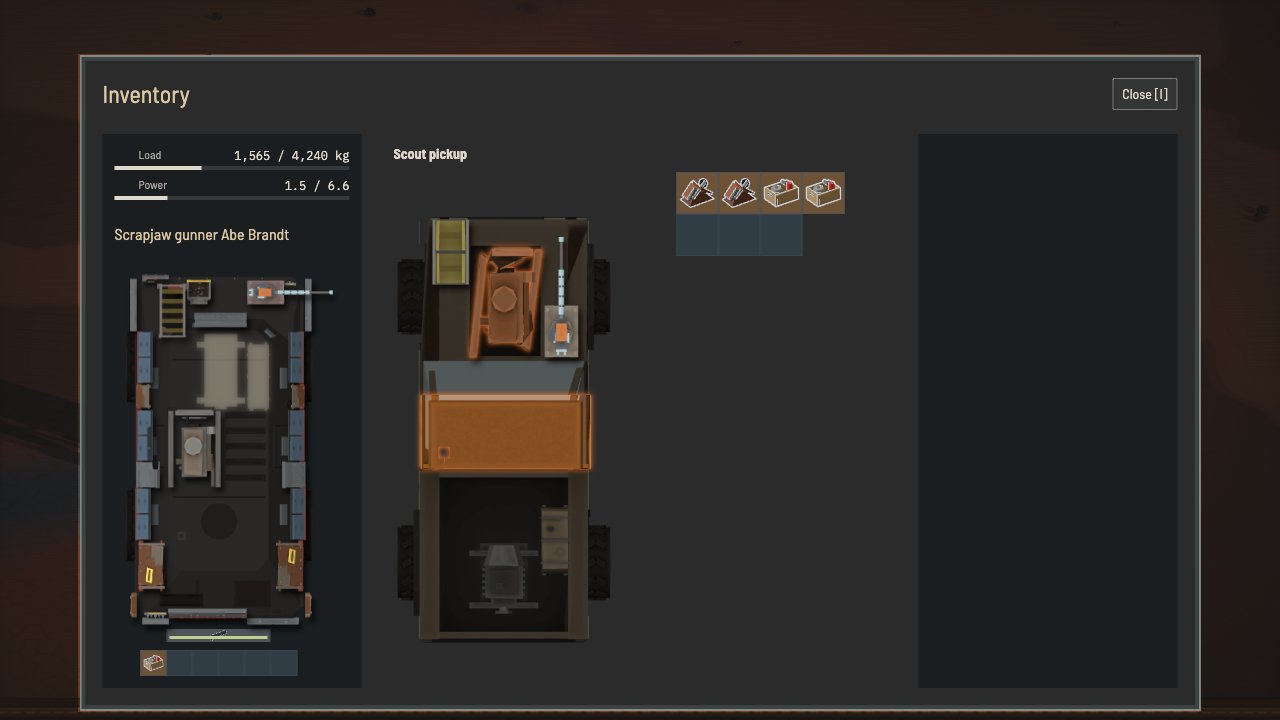 Inventory
Close [I]
Load 1,565 / 4,240 kg
Power 1.5 / 6.6
Scrapjaw gunner Abe Brandt
Scout pickup